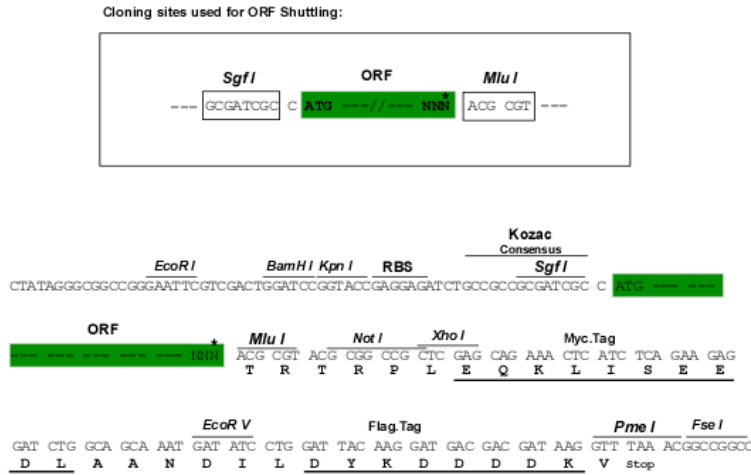 Cloning sites used for ORF Shuttling:
Sgf I ORF Mlu I
--- GCGATCGC C ATG ---//--- NNN* ACG CGT ---
Kozac
Consensus
EcoR I BamH I Kpn I RBS Sgf I
CTATAGGGCGGCCGGGAATTCGTCGACTGGATCCGGTACCGAGGAGATCTGCCGCCGCGATCGC C ATG --- ---
ORF Mlu I Not I Xho I Myc.Tag
--- --- --- --- --- NNN* ACG CGT ACG CGG CCG CTC GAG CAG AAA CTC ATC TCA GAA GAG
T R T R P L E Q K L I S E E
EcoR V Flag.Tag Pme I Fse I
GAT CTG GCA GCA AAT GAT ATC CTG GAT TAC AAG GAT GAC GAC GAT AAG GTT TAA ACGGCCGGCC
D L A A N D I L D Y K D D D D K V Stop